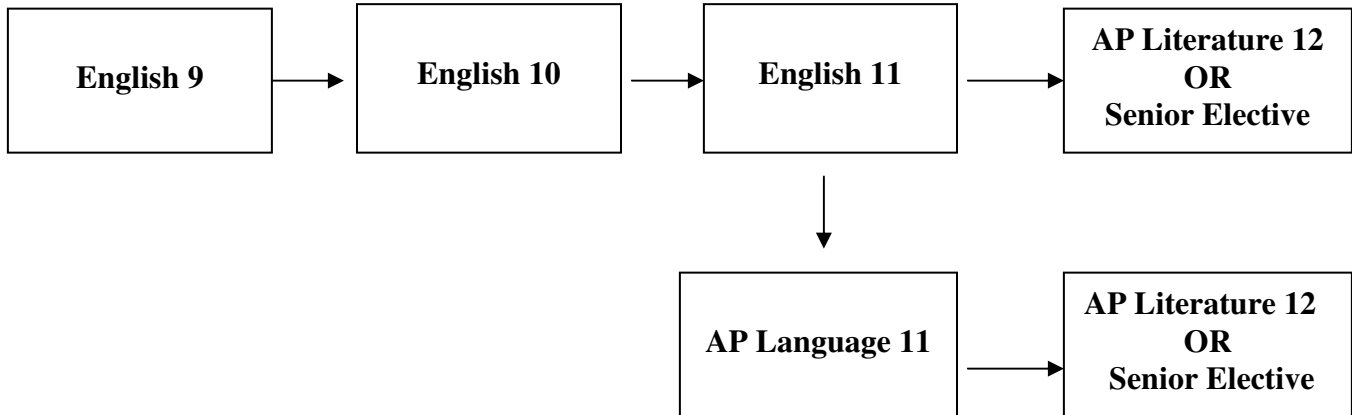 English 9
English 10
English 11
AP Literature 12
OR
Senior Elective
AP Language 11
AP Literature 12
OR
Senior Elective